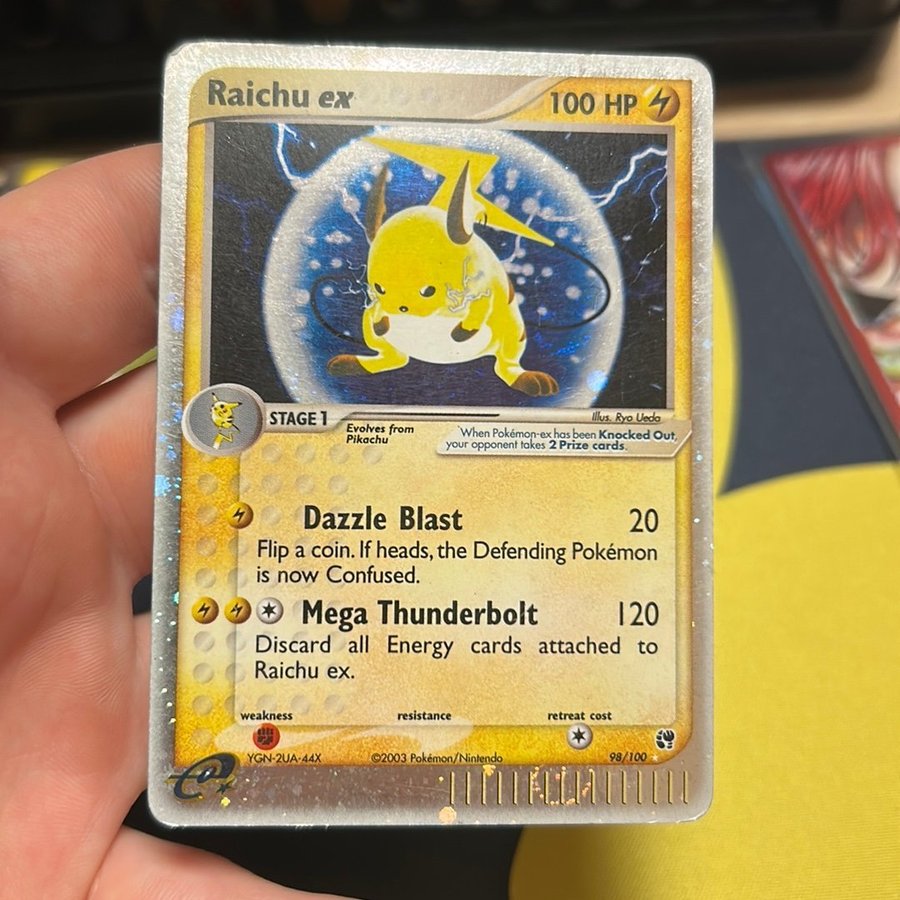 Raichu ex
100 HP
STAGE 1
Evolves from
Pikachu
Illus. Ryo Ueda
When Pokémon-ex has been Knocked Out,
your opponent takes 2 Prize cards.
Dazzle Blast 20
Flip a coin. If heads, the Defending Pokémon
is now Confused.
Mega Thunderbolt 120
Discard all Energy cards attached to
Raichu ex.
weakness resistance retreat cost
YGN-2UA-44X ©2003 Pokémon/Nintendo 98/100
e